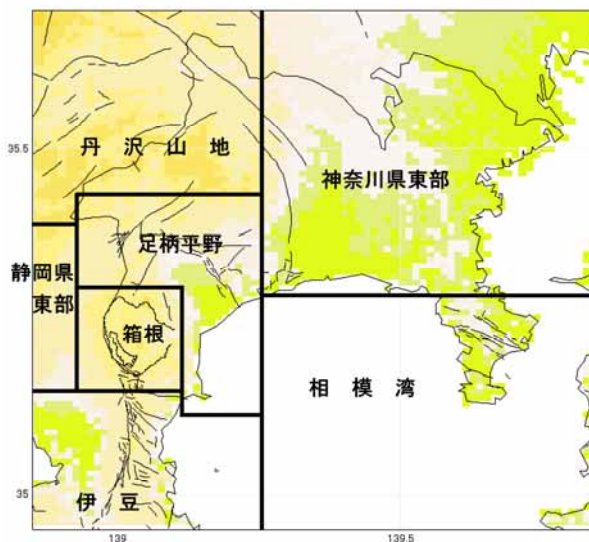 35.5
丹沢山地
神奈川県東部
足柄平野
静岡県
東部
箱根
相模湾
35
伊豆
139
139.5